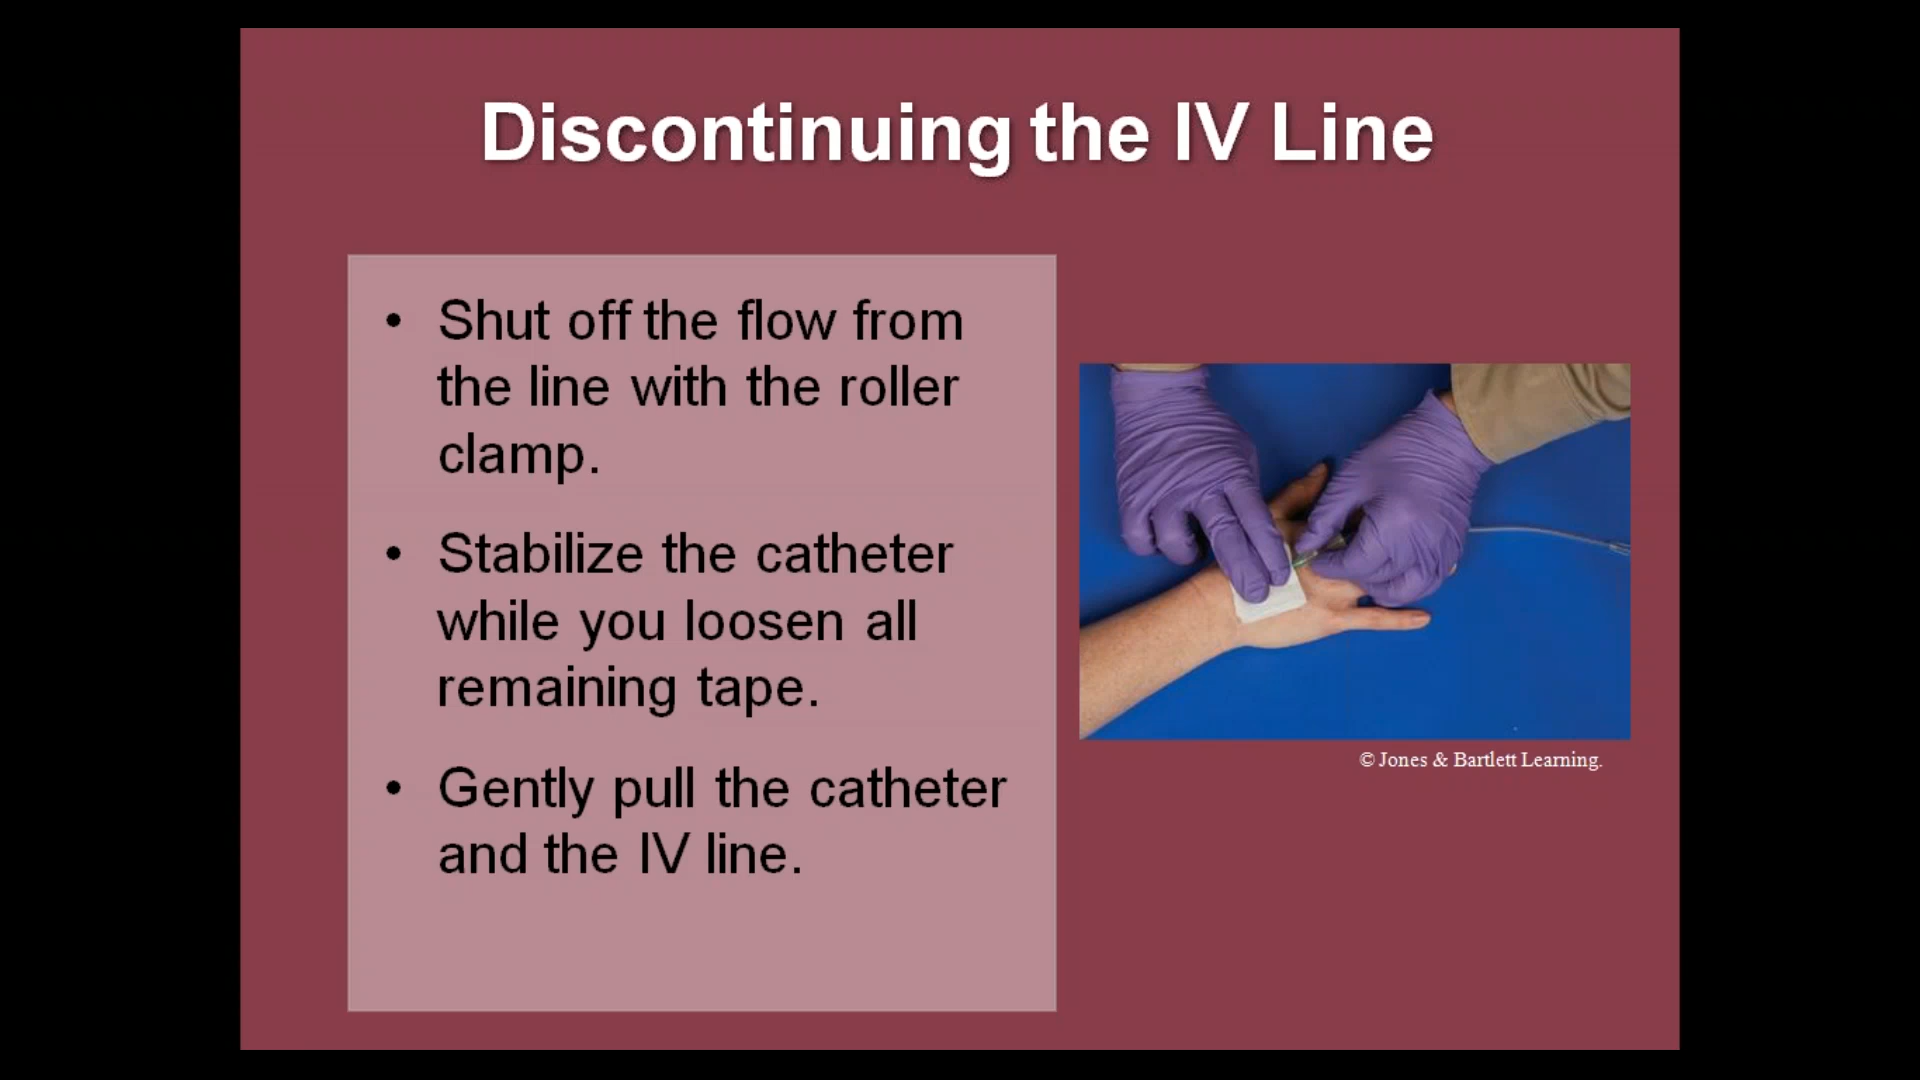 Discontinuing the IV Line
• Shut off the flow from
the line with the roller
clamp.
• Stabilize the catheter
while you loosen all
remaining tape.
• Gently pull the catheter
and the IV line.
© Jones & Bartlett Learning.